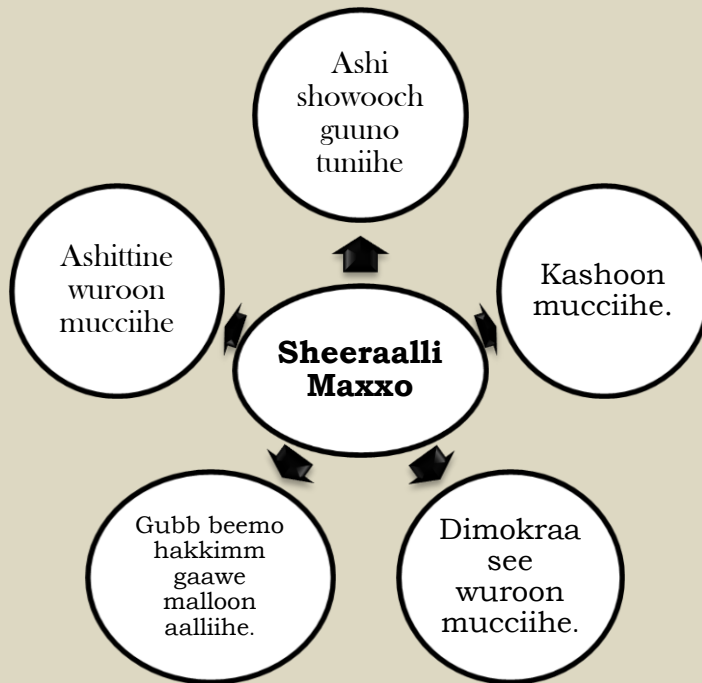 Ashi
showooch
guuno
tuniihe
Ashittine
wuroon
mucciihe
Kashoon
mucciihe.
Sheeraalli
Maxxo
Gubb beemo
hakkimm
gaawe
malloon
aalliihe.
Dimokraa
see
wuroon
mucciihe.